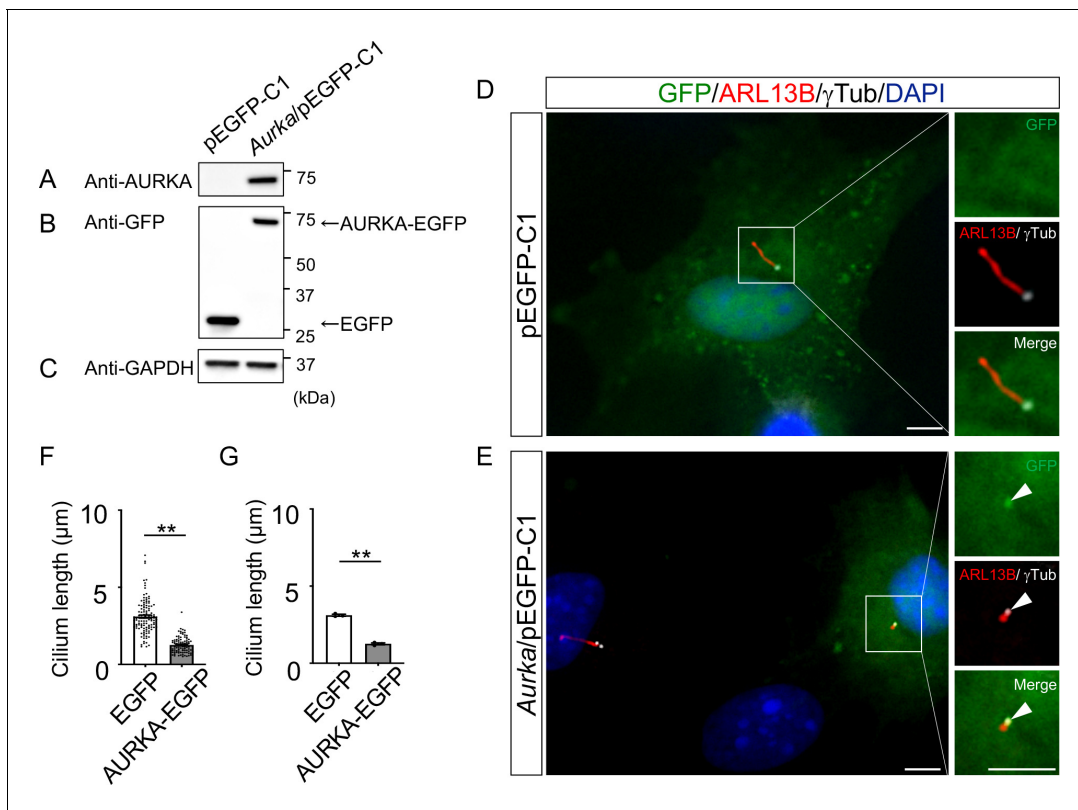 pEGFP-C1
Aurka/pEGFP-C1
A
Anti-AURKA
75
B
Anti-GFP
75
←AURKA-EGFP
50
37
←EGFP
25
C
Anti-GAPDH
37
(kDa)
D
GFP/ARL13B/γTub/DAPI
pEGFP-C1
GFP
ARL13B/γTub
Merge
E
Aurka/pEGFP-C1
GFP
ARL13B/γTub
Merge
F
Cilium length (μm)
10
5
0
**
EGFP
AURKA-EGFP
G
Cilium length (μm)
10
5
0
**
EGFP
AURKA-EGFP